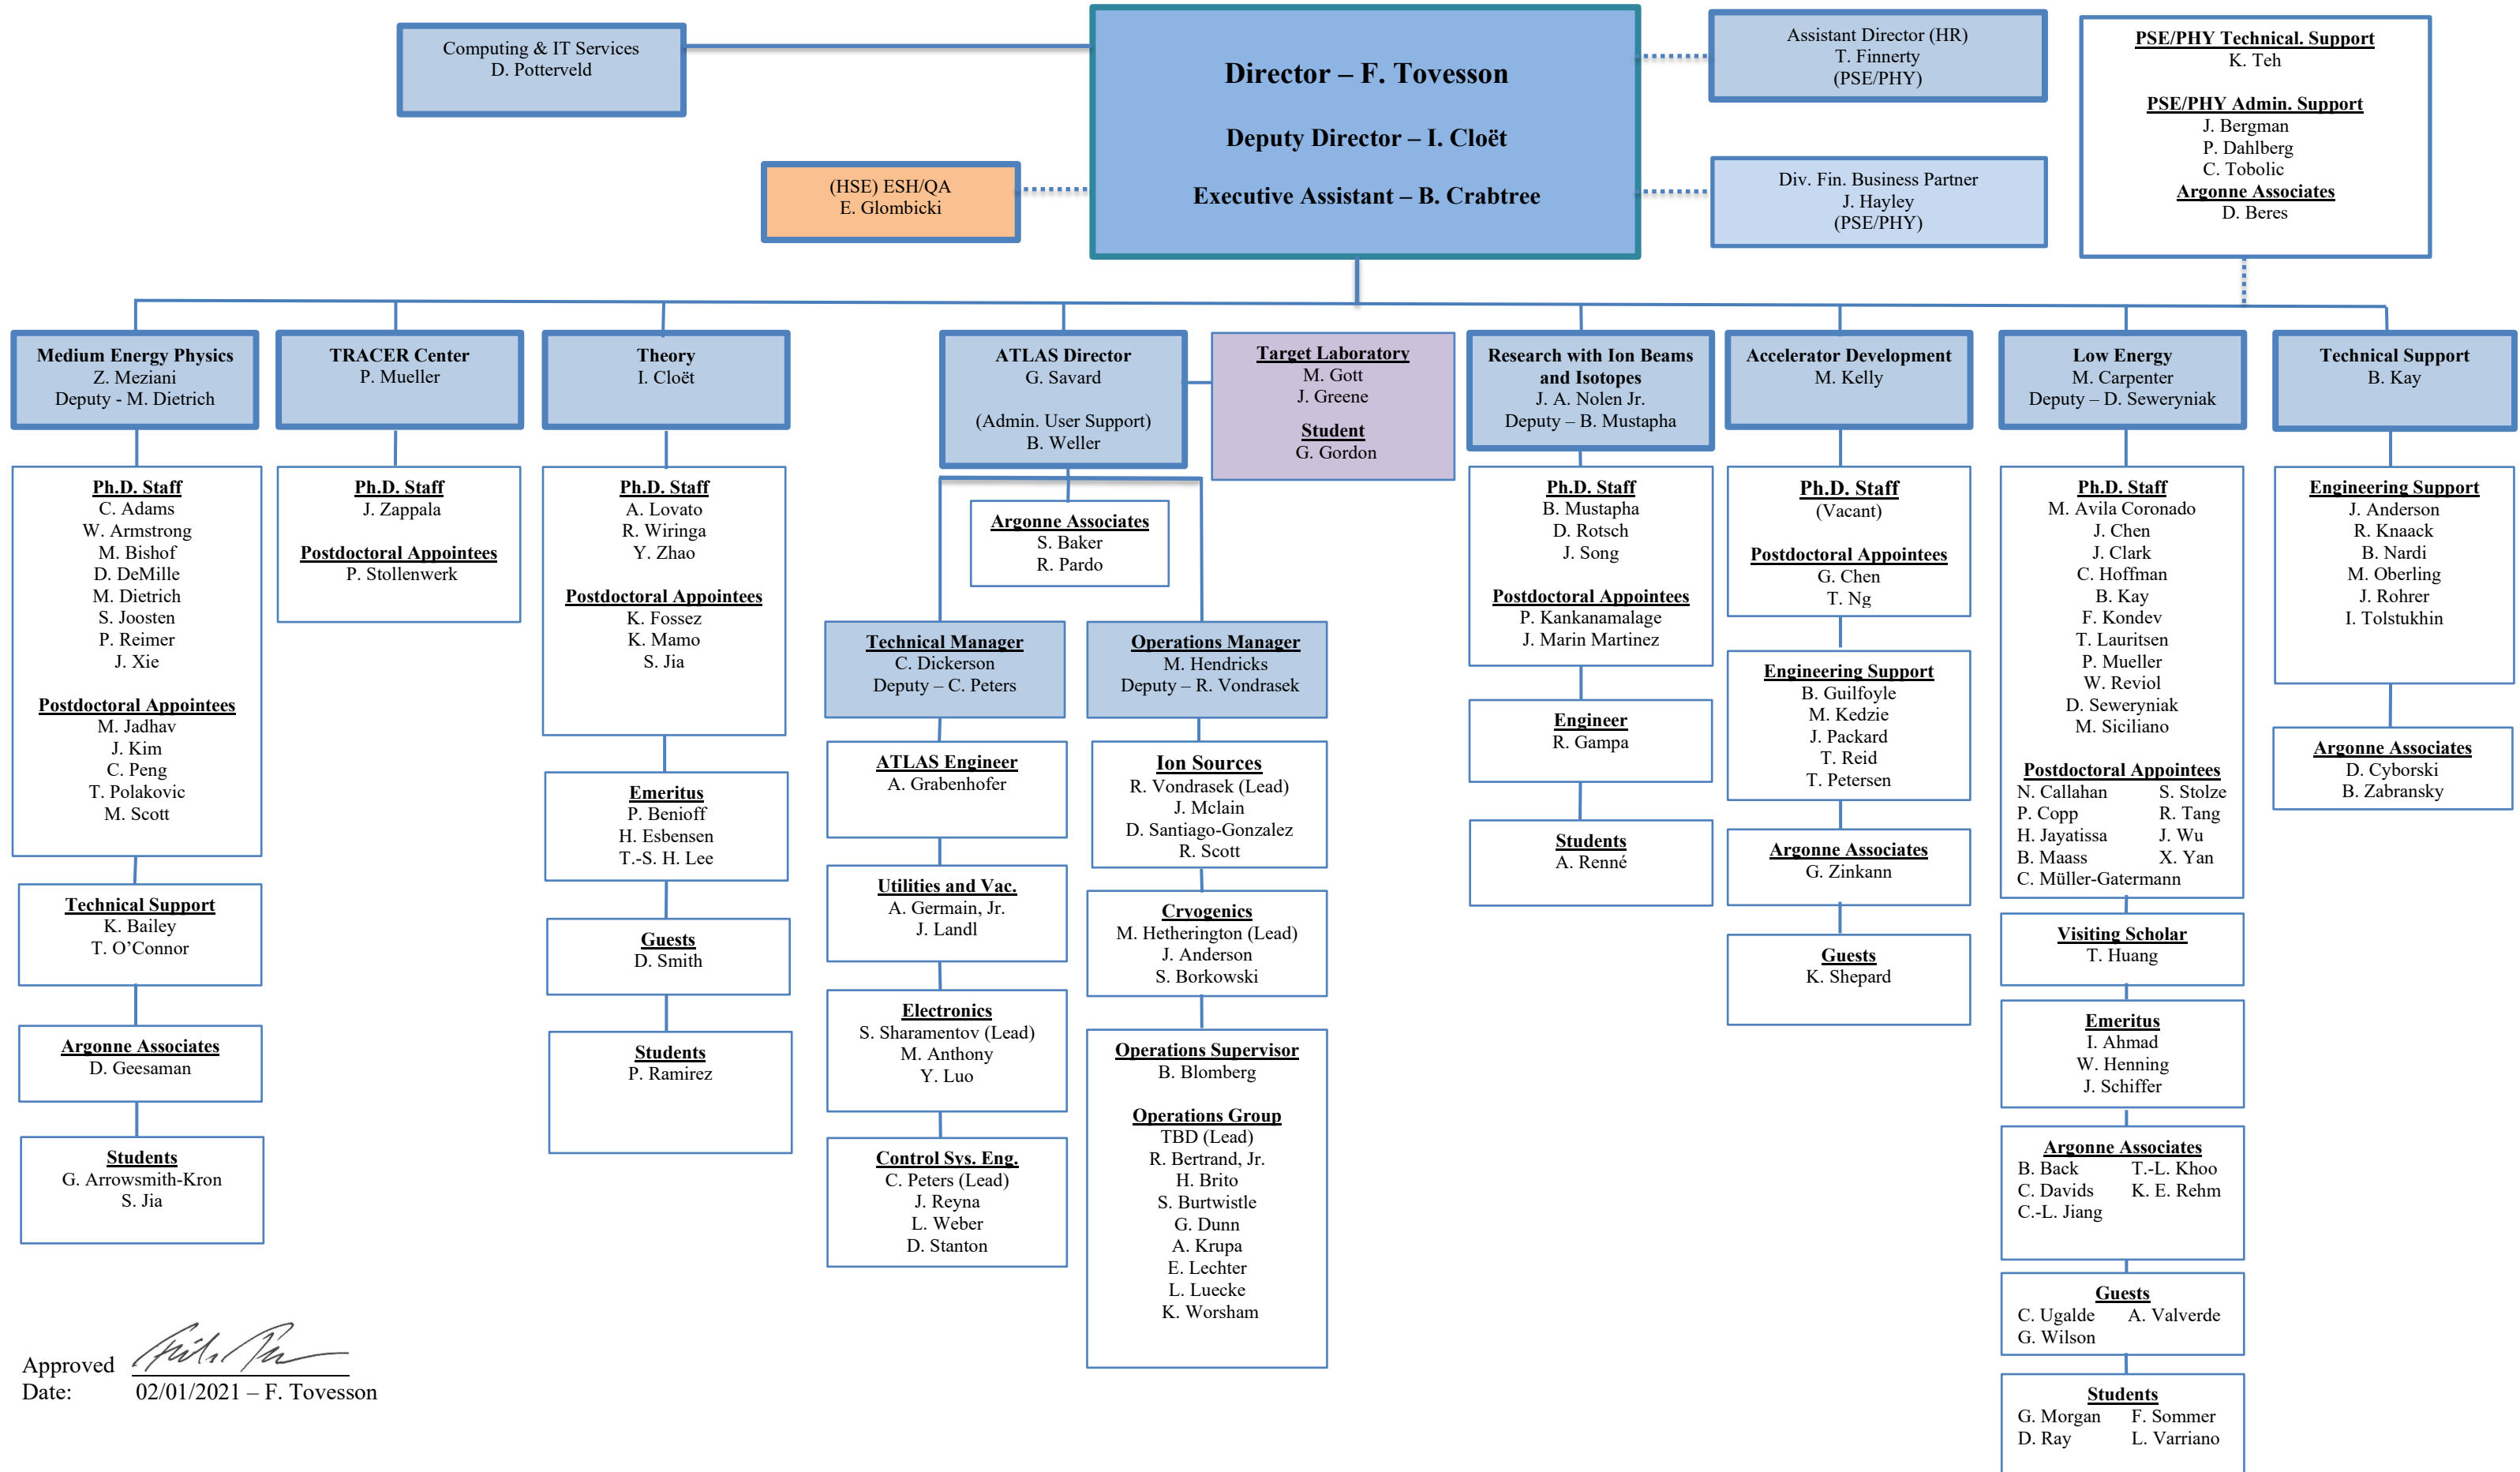 Computing & IT Services
D. Potterveld
(HSE) ESH/QA
E. Glombicki
Director – F. Tovesson
Deputy Director – I. Cloët
Executive Assistant – B. Crabtree
Assistant Director (HR)
T. Finnerty
(PSE/PHY)
Div. Fin. Business Partner
J. Hayley
(PSE/PHY)
PSE/PHY Technical. Support
K. Teh
PSE/PHY Admin. Support
J. Bergman
P. Dahlberg
C. Tobolic
Argonne Associates
D. Beres
Medium Energy Physics
Z. Meziani
Deputy - M. Dietrich
Ph.D. Staff
C. Adams
W. Armstrong
M. Bishof
D. DeMille
M. Dietrich
S. Joosten
P. Reimer
J. Xie
Postdoctoral Appointees
M. Jadhav
J. Kim
C. Peng
T. Polakovic
M. Scott
Technical Support
K. Bailey
T. O’Connor
Argonne Associates
D. Geesaman
Students
G. Arrowsmith-Kron
S. Jia
TRACER Center
P. Mueller
Ph.D. Staff
J. Zappala
Postdoctoral Appointees
P. Stollenwerk
Theory
I. Cloët
Ph.D. Staff
A. Lovato
R. Wiringa
Y. Zhao
Postdoctoral Appointees
K. Fossez
K. Mamo
S. Jia
Emeritus
P. Benioff
H. Esbensen
T.-S. H. Lee
Guests
D. Smith
Students
P. Ramirez
ATLAS Director
G. Savard
(Admin. User Support)
B. Weller
Target Laboratory
M. Gott
J. Greene
Student
G. Gordon
Argonne Associates
S. Baker
R. Pardo
Technical Manager
C. Dickerson
Deputy – C. Peters
ATLAS Engineer
A. Grabenhofer
Utilities and Vac.
A. Germain, Jr.
J. Landl
Electronics
S. Sharamentov (Lead)
M. Anthony
Y. Luo
Control Sys. Eng.
C. Peters (Lead)
J. Reyna
L. Weber
D. Stanton
Operations Manager
M. Hendricks
Deputy – R. Vondrasek
Ion Sources
R. Vondrasek (Lead)
J. Mclain
D. Santiago-Gonzalez
R. Scott
Cryogenics
M. Hetherington (Lead)
J. Anderson
S. Borkowski
Operations Supervisor
B. Blomberg
Operations Group
TBD (Lead)
R. Bertrand, Jr.
H. Brito
S. Burtwistle
G. Dunn
A. Krupa
E. Lechter
L. Luecke
K. Worsham
Research with Ion Beams
and Isotopes
J. A. Nolen Jr.
Deputy – B. Mustapha
Ph.D. Staff
B. Mustapha
D. Rotsch
J. Song
Postdoctoral Appointees
P. Kankanamalage
J. Marin Martinez
Engineer
R. Gampa
Students
A. Renné
Accelerator Development
M. Kelly
Ph.D. Staff
(Vacant)
Postdoctoral Appointees
G. Chen
T. Ng
Engineering Support
B. Guilfoyle
M. Kedzie
J. Packard
T. Reid
T. Petersen
Argonne Associates
G. Zinkann
Guests
K. Shepard
Low Energy
M. Carpenter
Deputy – D. Seweryniak
Ph.D. Staff
M. Avila Coronado
J. Chen
J. Clark
C. Hoffman
B. Kay
F. Kondev
T. Lauritsen
P. Mueller
W. Reviol
D. Seweryniak
M. Siciliano
Postdoctoral Appointees
N. Callahan S. Stolze
P. Copp R. Tang
H. Jayatissa J. Wu
B. Maass X. Yan
C. Müller-Gatermann
Visiting Scholar
T. Huang
Emeritus
I. Ahmad
W. Henning
J. Schiffer
Argonne Associates
B. Back T.-L. Khoo
C. Davids K. E. Rehm
C.-L. Jiang
Guests
C. Ugalde A. Valverde
G. Wilson
Students
G. Morgan F. Sommer
D. Ray L. Varriano
Technical Support
B. Kay
Engineering Support
J. Anderson
R. Knaack
B. Nardi
M. Oberling
J. Rohrer
I. Tolstukhin
Argonne Associates
D. Cyborski
B. Zabransky
Approved
Date: 02/01/2021 – F. Tovesson